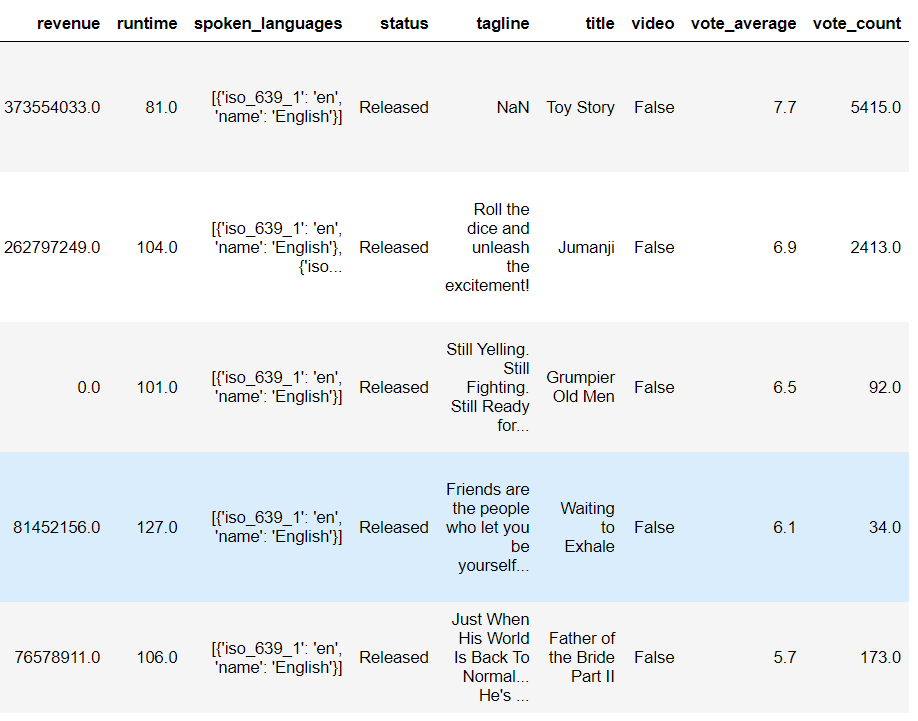 revenue runtime spoken_languages status tagline title video vote_average vote_count
373554033.0 81.0 [{'iso_639_1': 'en', 'name': 'English'}] Released NaN Toy Story False 7.7 5415.0
262797249.0 104.0 [{'iso_639_1': 'en', 'name': 'English'}, {'iso... Released Roll the dice and unleash the excitement! Jumanji False 6.9 2413.0
0.0 101.0 [{'iso_639_1': 'en', 'name': 'English'}] Released Still Yelling. Still Fighting. Still Ready for... Grumpier Old Men False 6.5 92.0
81452156.0 127.0 [{'iso_639_1': 'en', 'name': 'English'}] Released Friends are the people who let you be yourself... Waiting to Exhale False 6.1 34.0
76578911.0 106.0 [{'iso_639_1': 'en', 'name': 'English'}] Released Just When His World Is Back To Normal... He's ... Father of the Bride Part II False 5.7 173.0